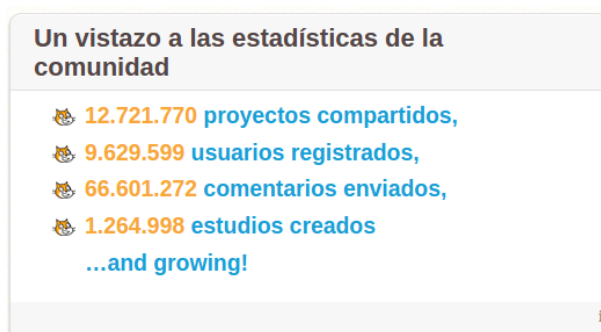 Un vistazo a las estadísticas de la
comunidad
12.721.770 proyectos compartidos,
9.629.599 usuarios registrados,
66.601.272 comentarios enviados,
1.264.998 estudios creados
...and growing!